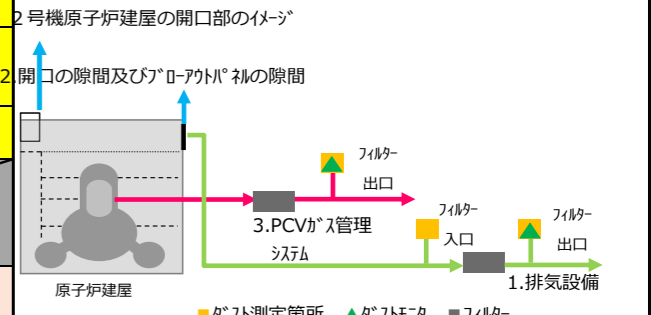 2号機原子炉建屋の開口部のイメージ
2.開口の隙間及びブローアウトパネルの隙間
フィルター
出口
3.PCVガス管理
システム
フィルター
入口
フィルター
出口
1.排気設備
原子炉建屋
ダスト測定箇所 ダストモニタ フィルター